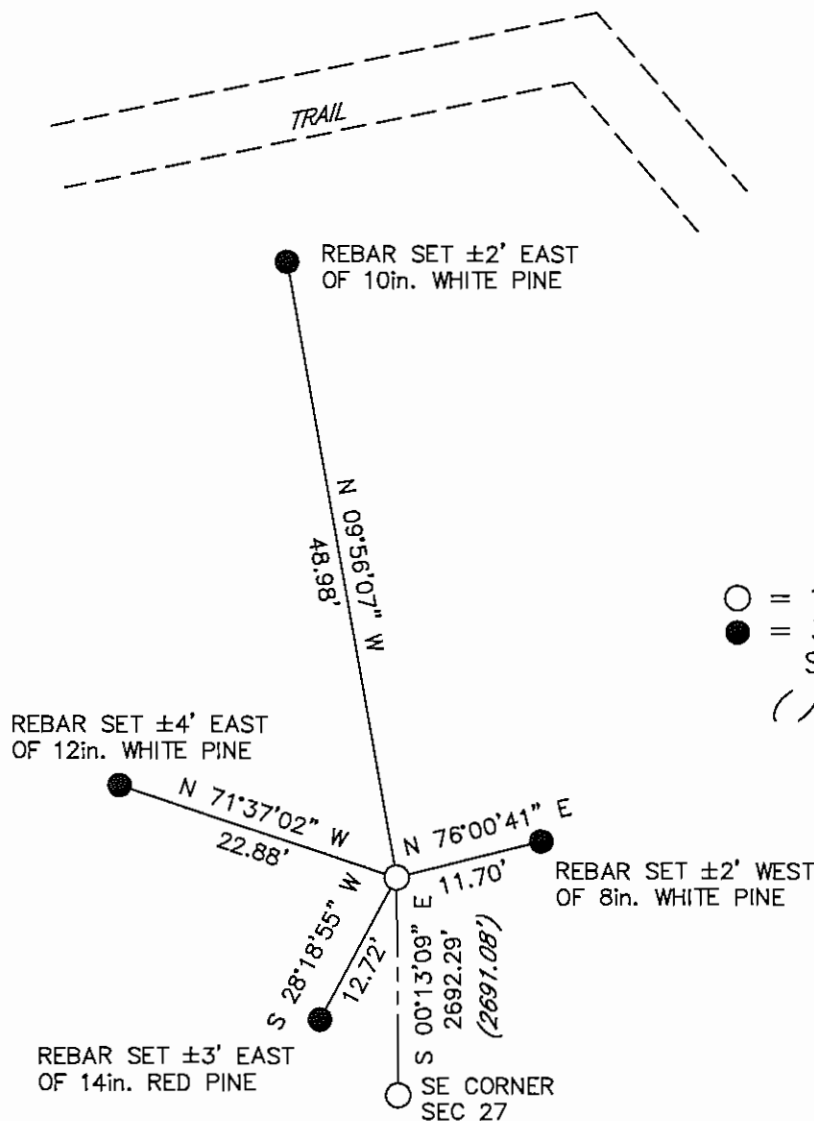 TRAIL
REBAR SET ±2' EAST
OF 10in. WHITE PINE
N 09°56'07" W
48.98'
○ =
● =
S
( )
REBAR SET ±4' EAST
OF 12in. WHITE PINE
N 71°37'02" W
22.88'
N 76°00'41" E
11.70'
REBAR SET ±2' WEST
OF 8in. WHITE PINE
S 28°18'55" W
12.72'
S 00°13'09" E
2692.29'
(2691.08')
REBAR SET ±3' EAST
OF 14in. RED PINE
SE CORNER
SEC 27